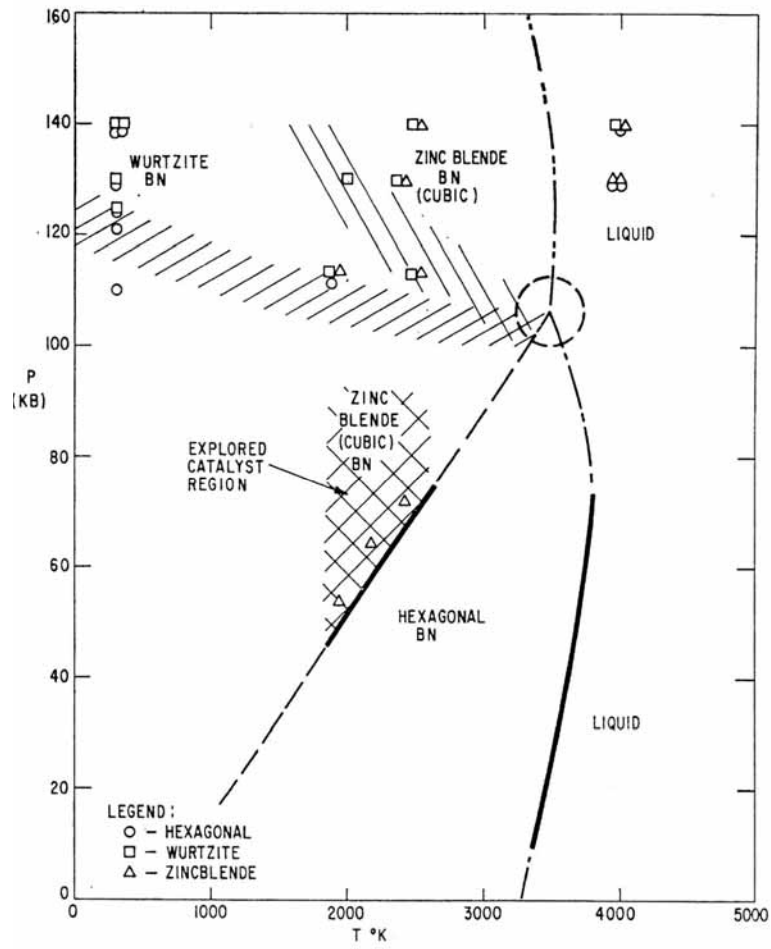 160
140
120
100
P
(KB)
80
60
40
20
0
WURTZITE
BN
ZINC BLENDE
BN
(CUBIC)
LIQUID
ZINC
BLENDE
(CUBIC)
BN
EXPLORED
CATALYST
REGION
HEXAGONAL
BN
LIQUID
LEGEND:
○ - HEXAGONAL
□ - WURTZITE
△ - ZINCBLENDE
0 1000 2000 3000 4000 5000
T °K